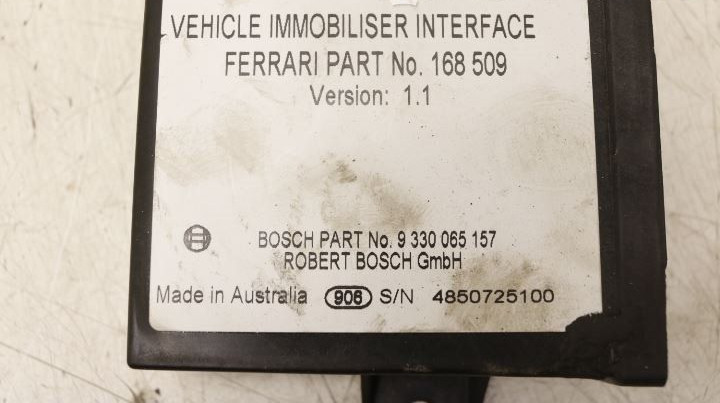 VEHICLE IMMOBILISER INTERFACE
FERRARI PART No. 168 509
Version: 1.1
BOSCH PART No. 9 330 065 157
ROBERT BOSCH GmbH
Made in Australia 906 S/N 4850725100